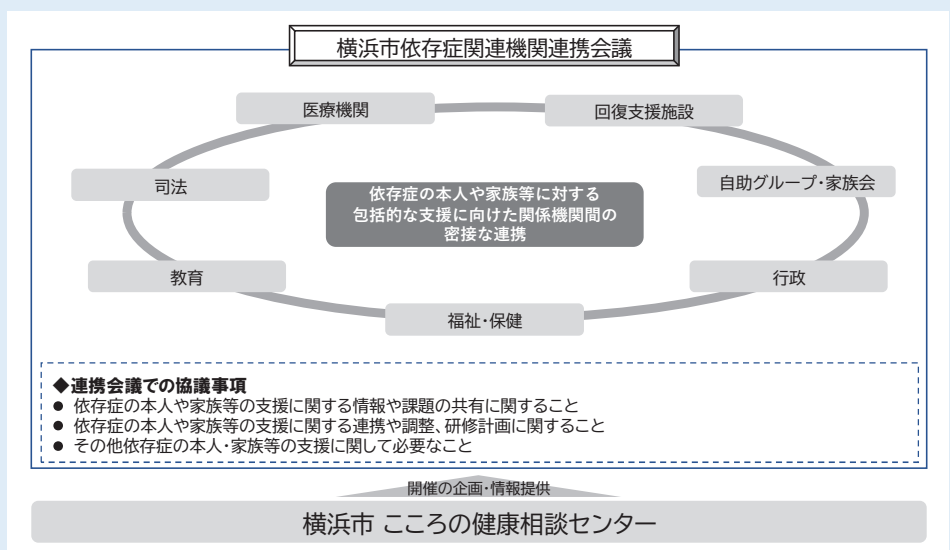 横浜市依存症関連機関連携会議
医療機関
回復支援施設
司法
自助グループ・家族会
依存症の本人や家族等に対する
包括的な支援に向けた関係機関間の
密接な連携
教育
行政
福祉・保健
◆連携会議での協議事項
● 依存症の本人や家族等の支援に関する情報や課題の共有に関すること
● 依存症の本人や家族等の支援に関する連携や調整、研修計画に関すること
● その他依存症の本人・家族等の支援に関して必要なこと
開催の企画・情報提供
横浜市 こころの健康相談センター